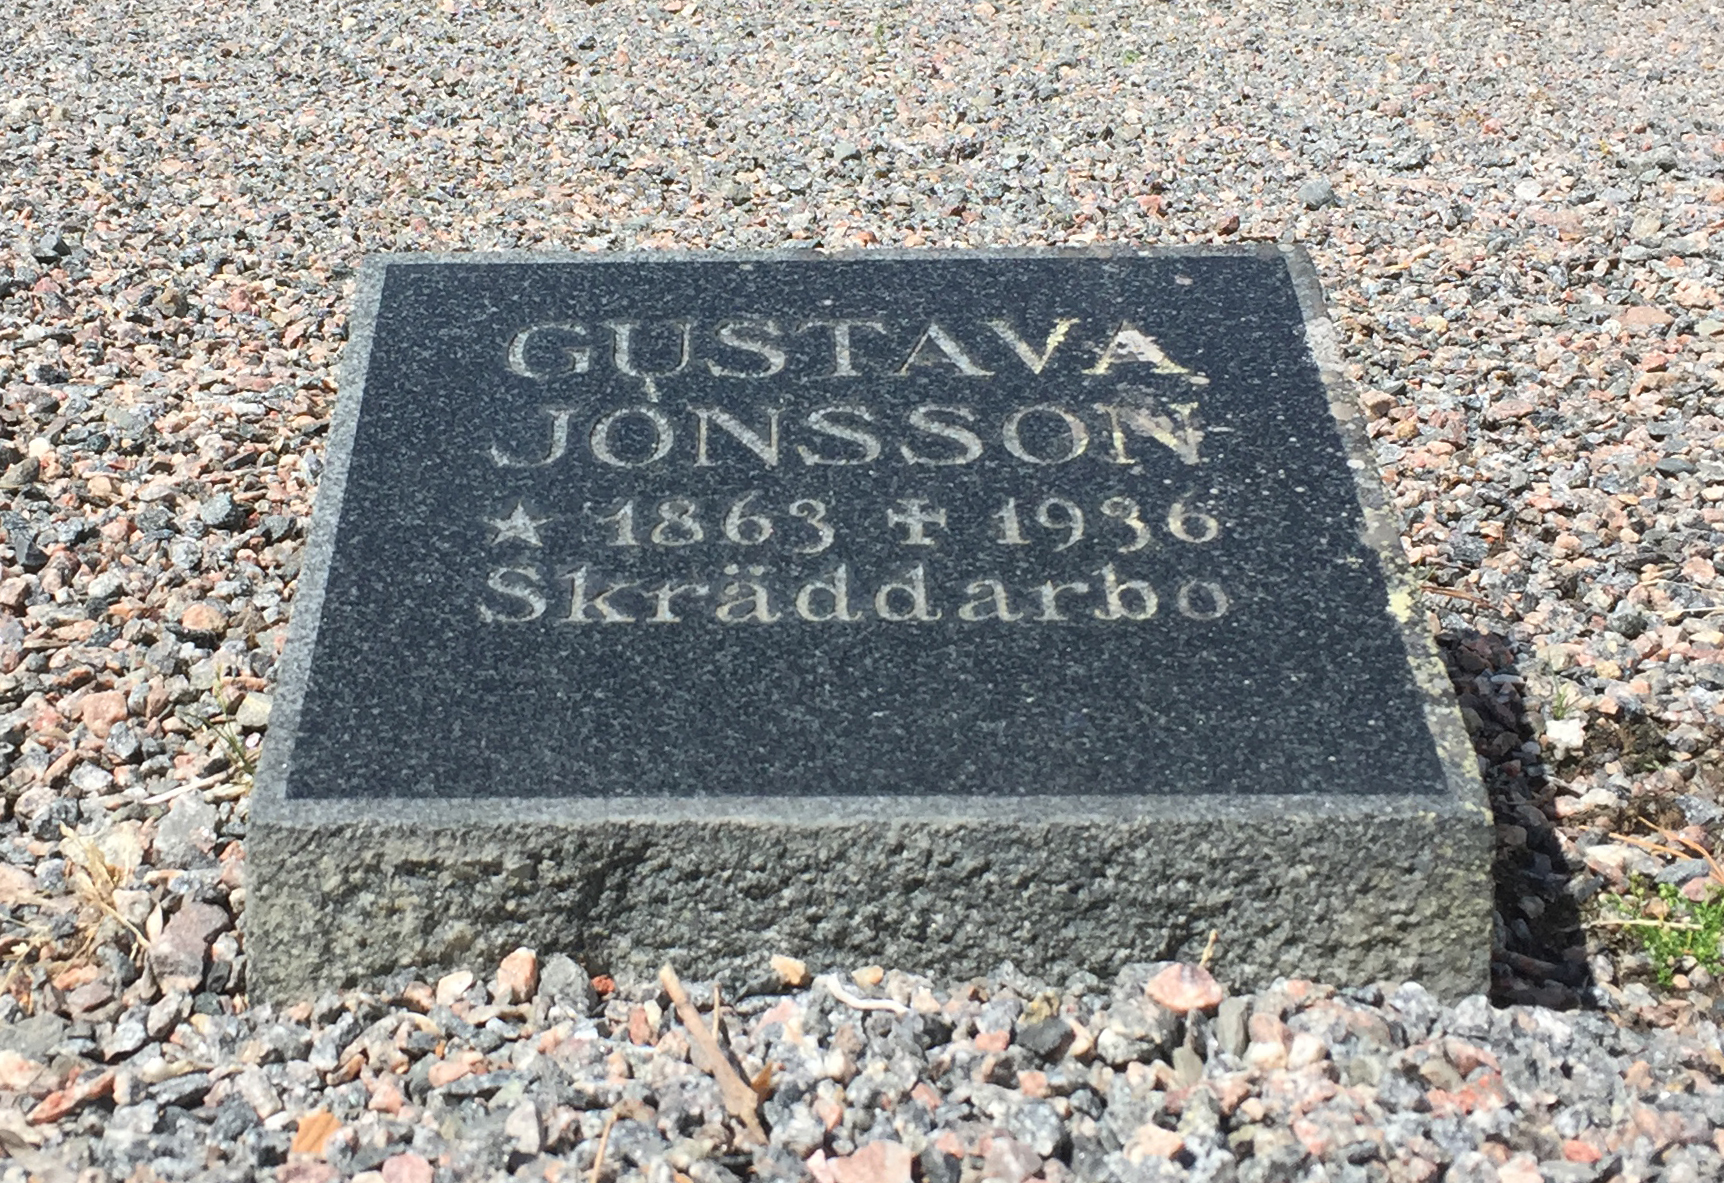 GUSTAVA
JONSSON
★ 1863 ✠ 1936
Skräddarbo